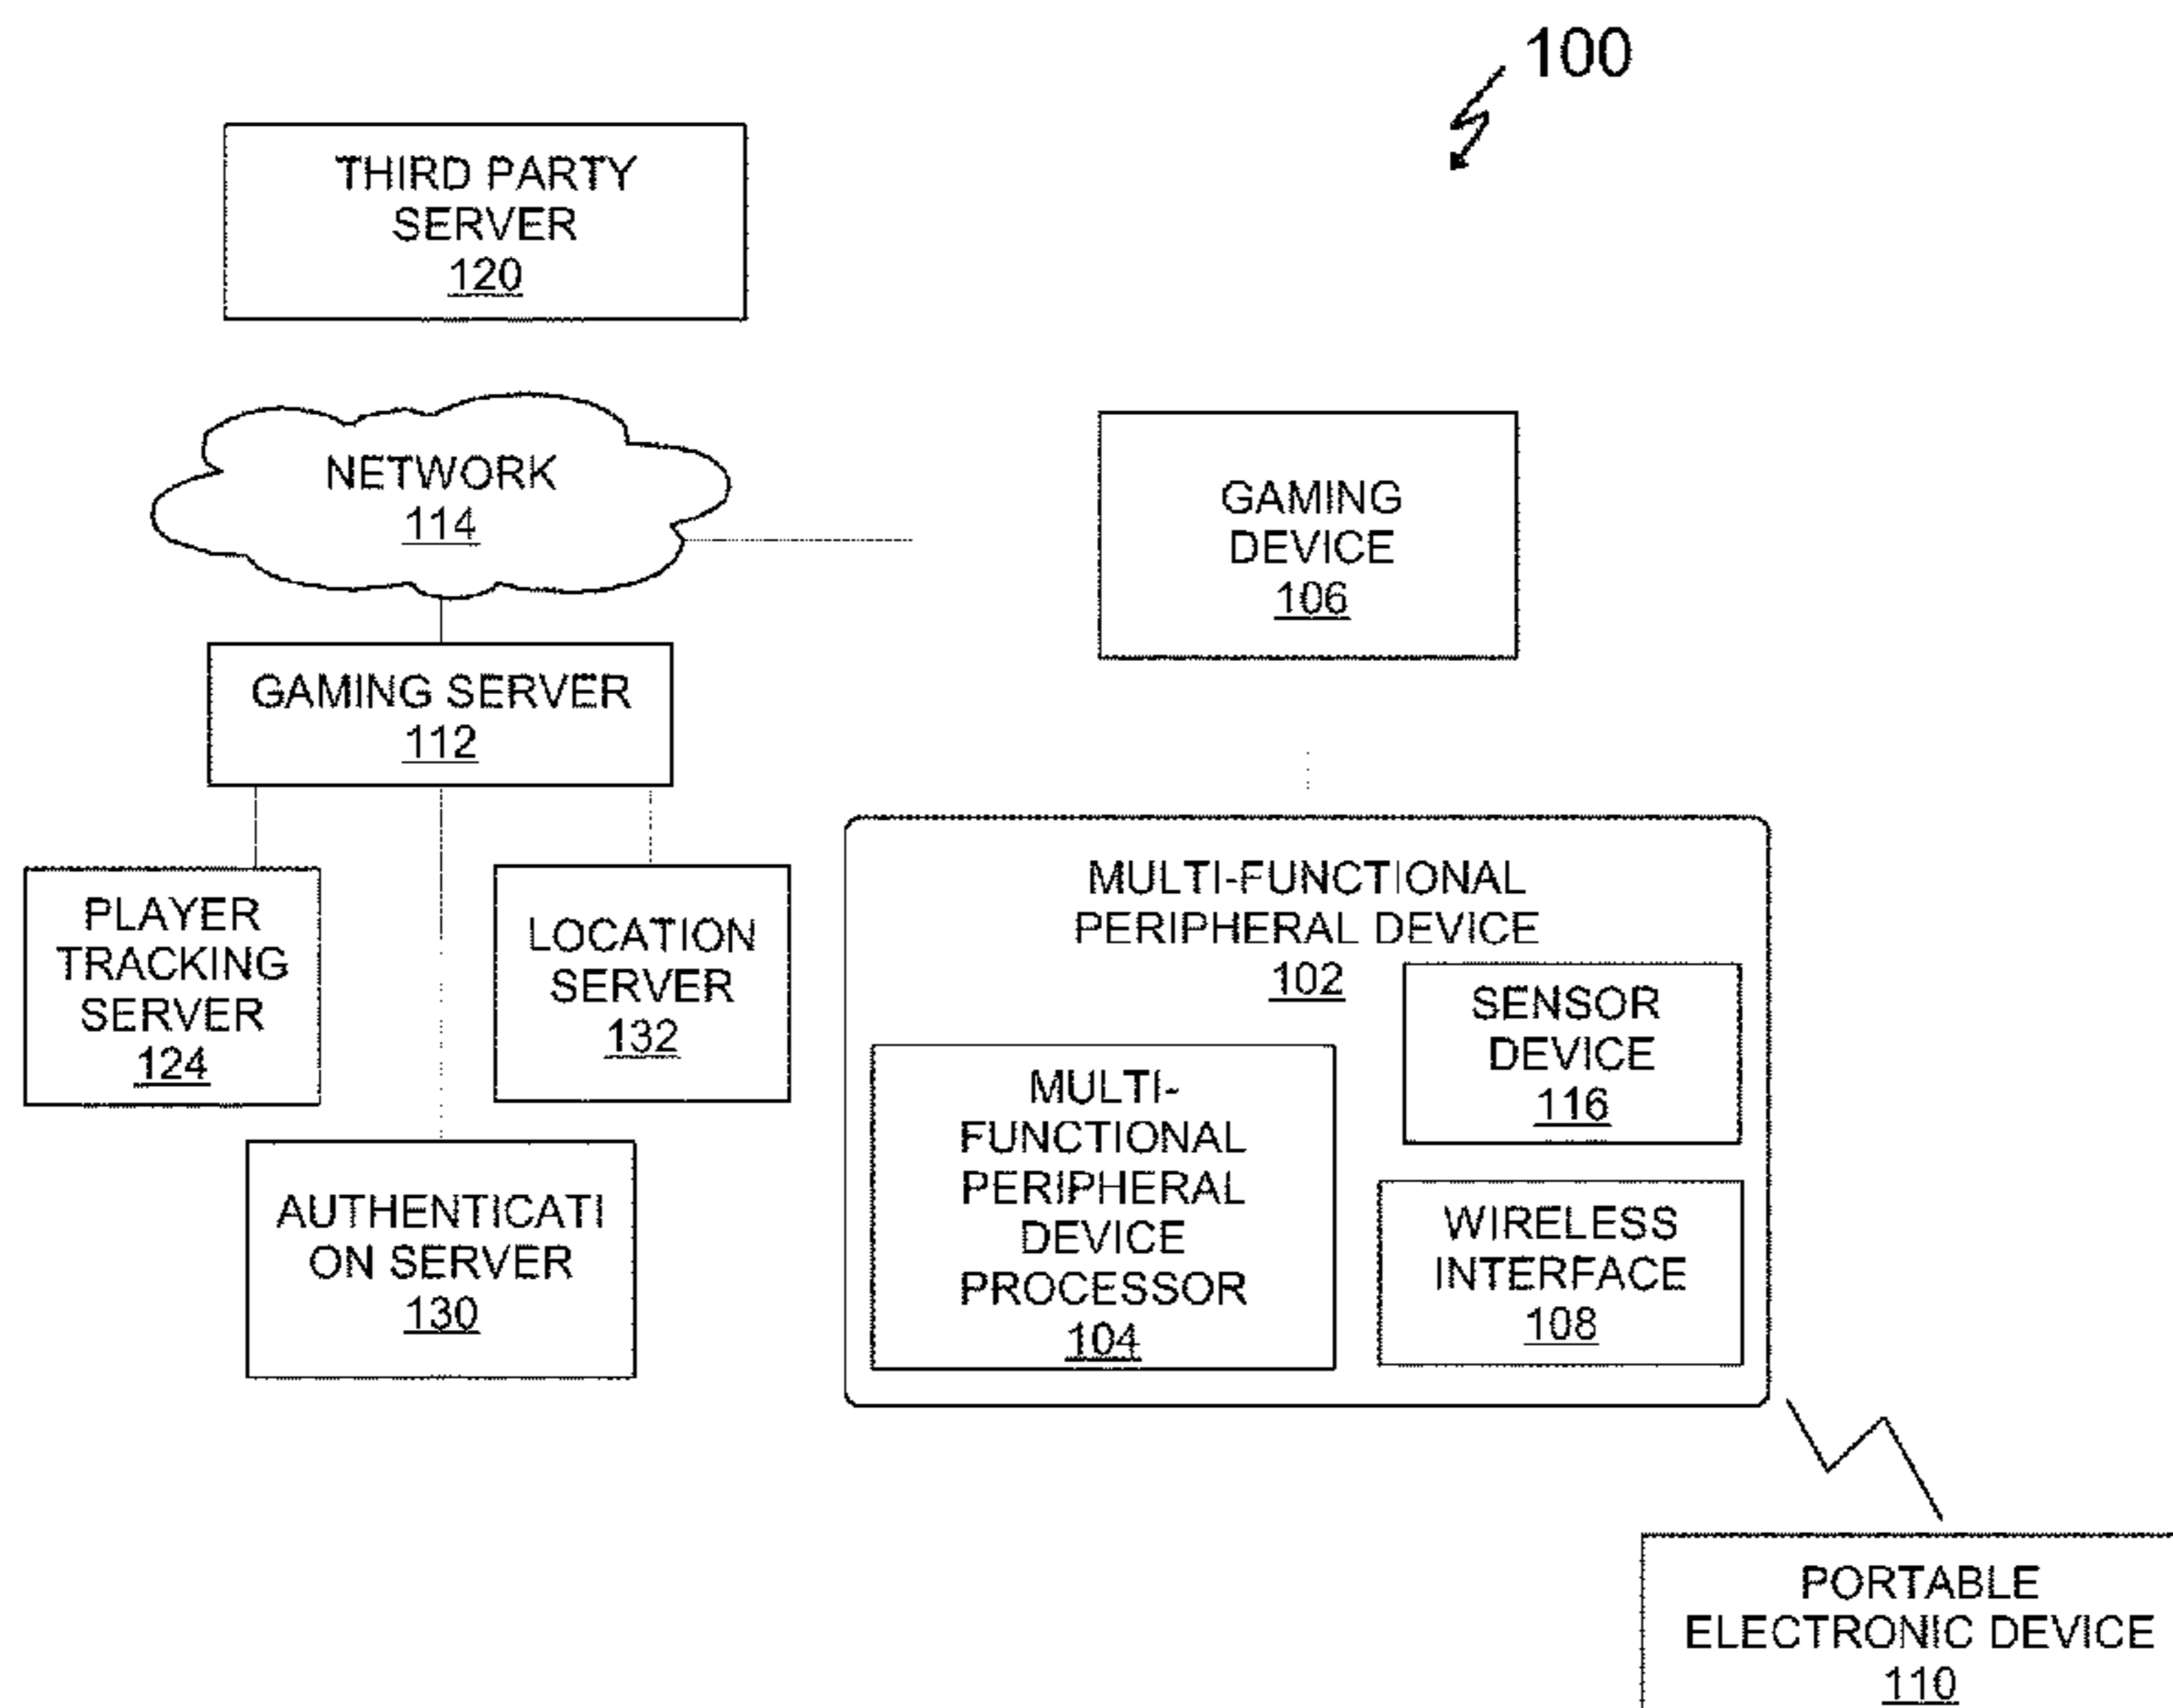 100
THIRD PARTY
SERVER
120
NETWORK
114
GAMING
DEVICE
106
GAMING SERVER
112
PLAYER
TRACKING
SERVER
124
LOCATION
SERVER
132
AUTHENTICATI
ON SERVER
130
MULTI-FUNCTIONAL
PERIPHERAL DEVICE
102
SENSOR
DEVICE
116
MULTI-
FUNCTIONAL
PERIPHERAL
DEVICE
PROCESSOR
104
WIRELESS
INTERFACE
108
PORTABLE
ELECTRONIC DEVICE
110